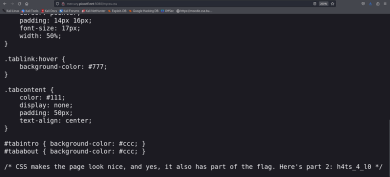 padding: 14px 16px;
font-size: 17px;
width: 50%;
}
.tablink:hover {
background-color: #777;
}
.tabcontent {
color: #111;
display: none;
padding: 50px;
text-align: center;
}
#tabintro { background-color: #ccc; }
#tababout { background-color: #ccc; }
/* CSS makes the page look nice, and yes, it also has part of the flag. Here's part 2: h4ts_4_l0 */